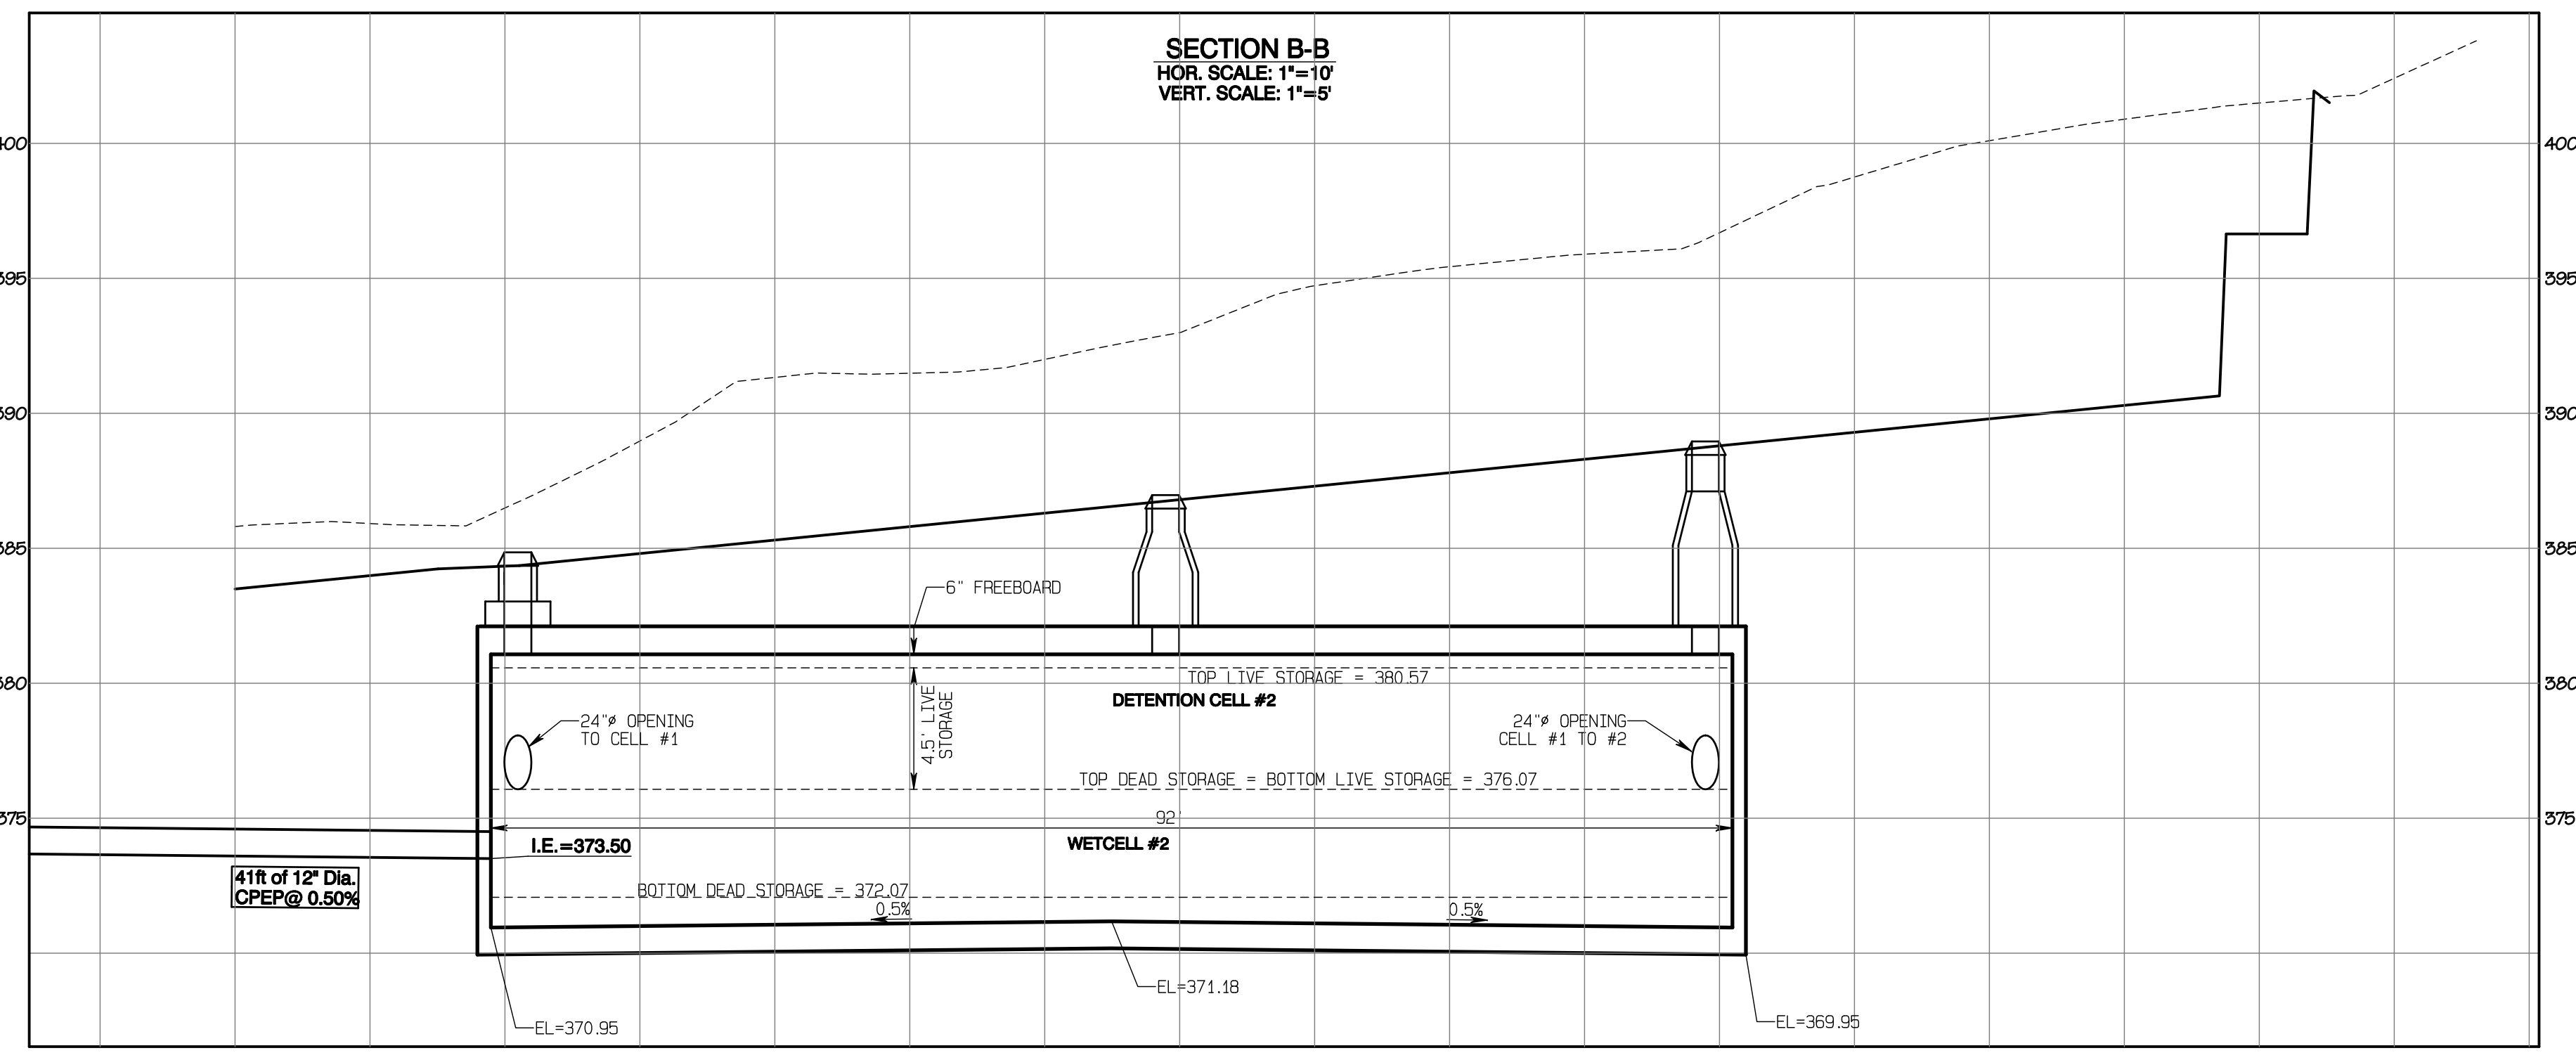 SECTION B-B
HOR. SCALE: 1"=10'
VERT. SCALE: 1"=5'
400
400
395
395
390
390
385
385
6" FREEBOARD
380
380
TOP LIVE STORAGE = 380.57
DETENTION CELL #2
4.5' LIVE
STORAGE
24"ø OPENING
TO CELL #1
24"ø OPENING
CELL #1 TO #2
TOP DEAD STORAGE = BOTTOM LIVE STORAGE = 376.07
375
375
92'
I.E.=373.50
WETCELL #2
41ft of 12" Dia.
CPEP@ 0.50%
BOTTOM DEAD STORAGE = 372.07
0.5%
0.5%
EL=371.18
EL=370.95
EL=369.95